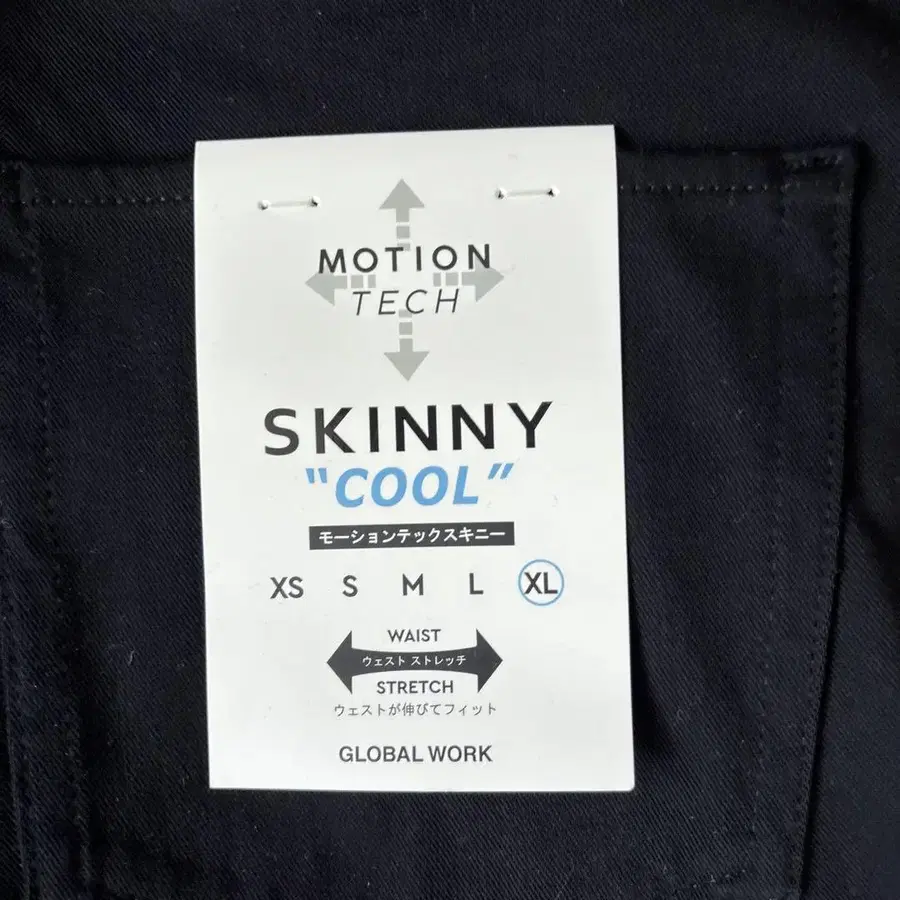 MOTION
TECH
SKINNY
"COOL"
モーションテックスキニー
XS S M L XL
WAIST
ウェスト ストレッチ
STRETCH
ウェストが伸びてフィット
GLOBAL WORK